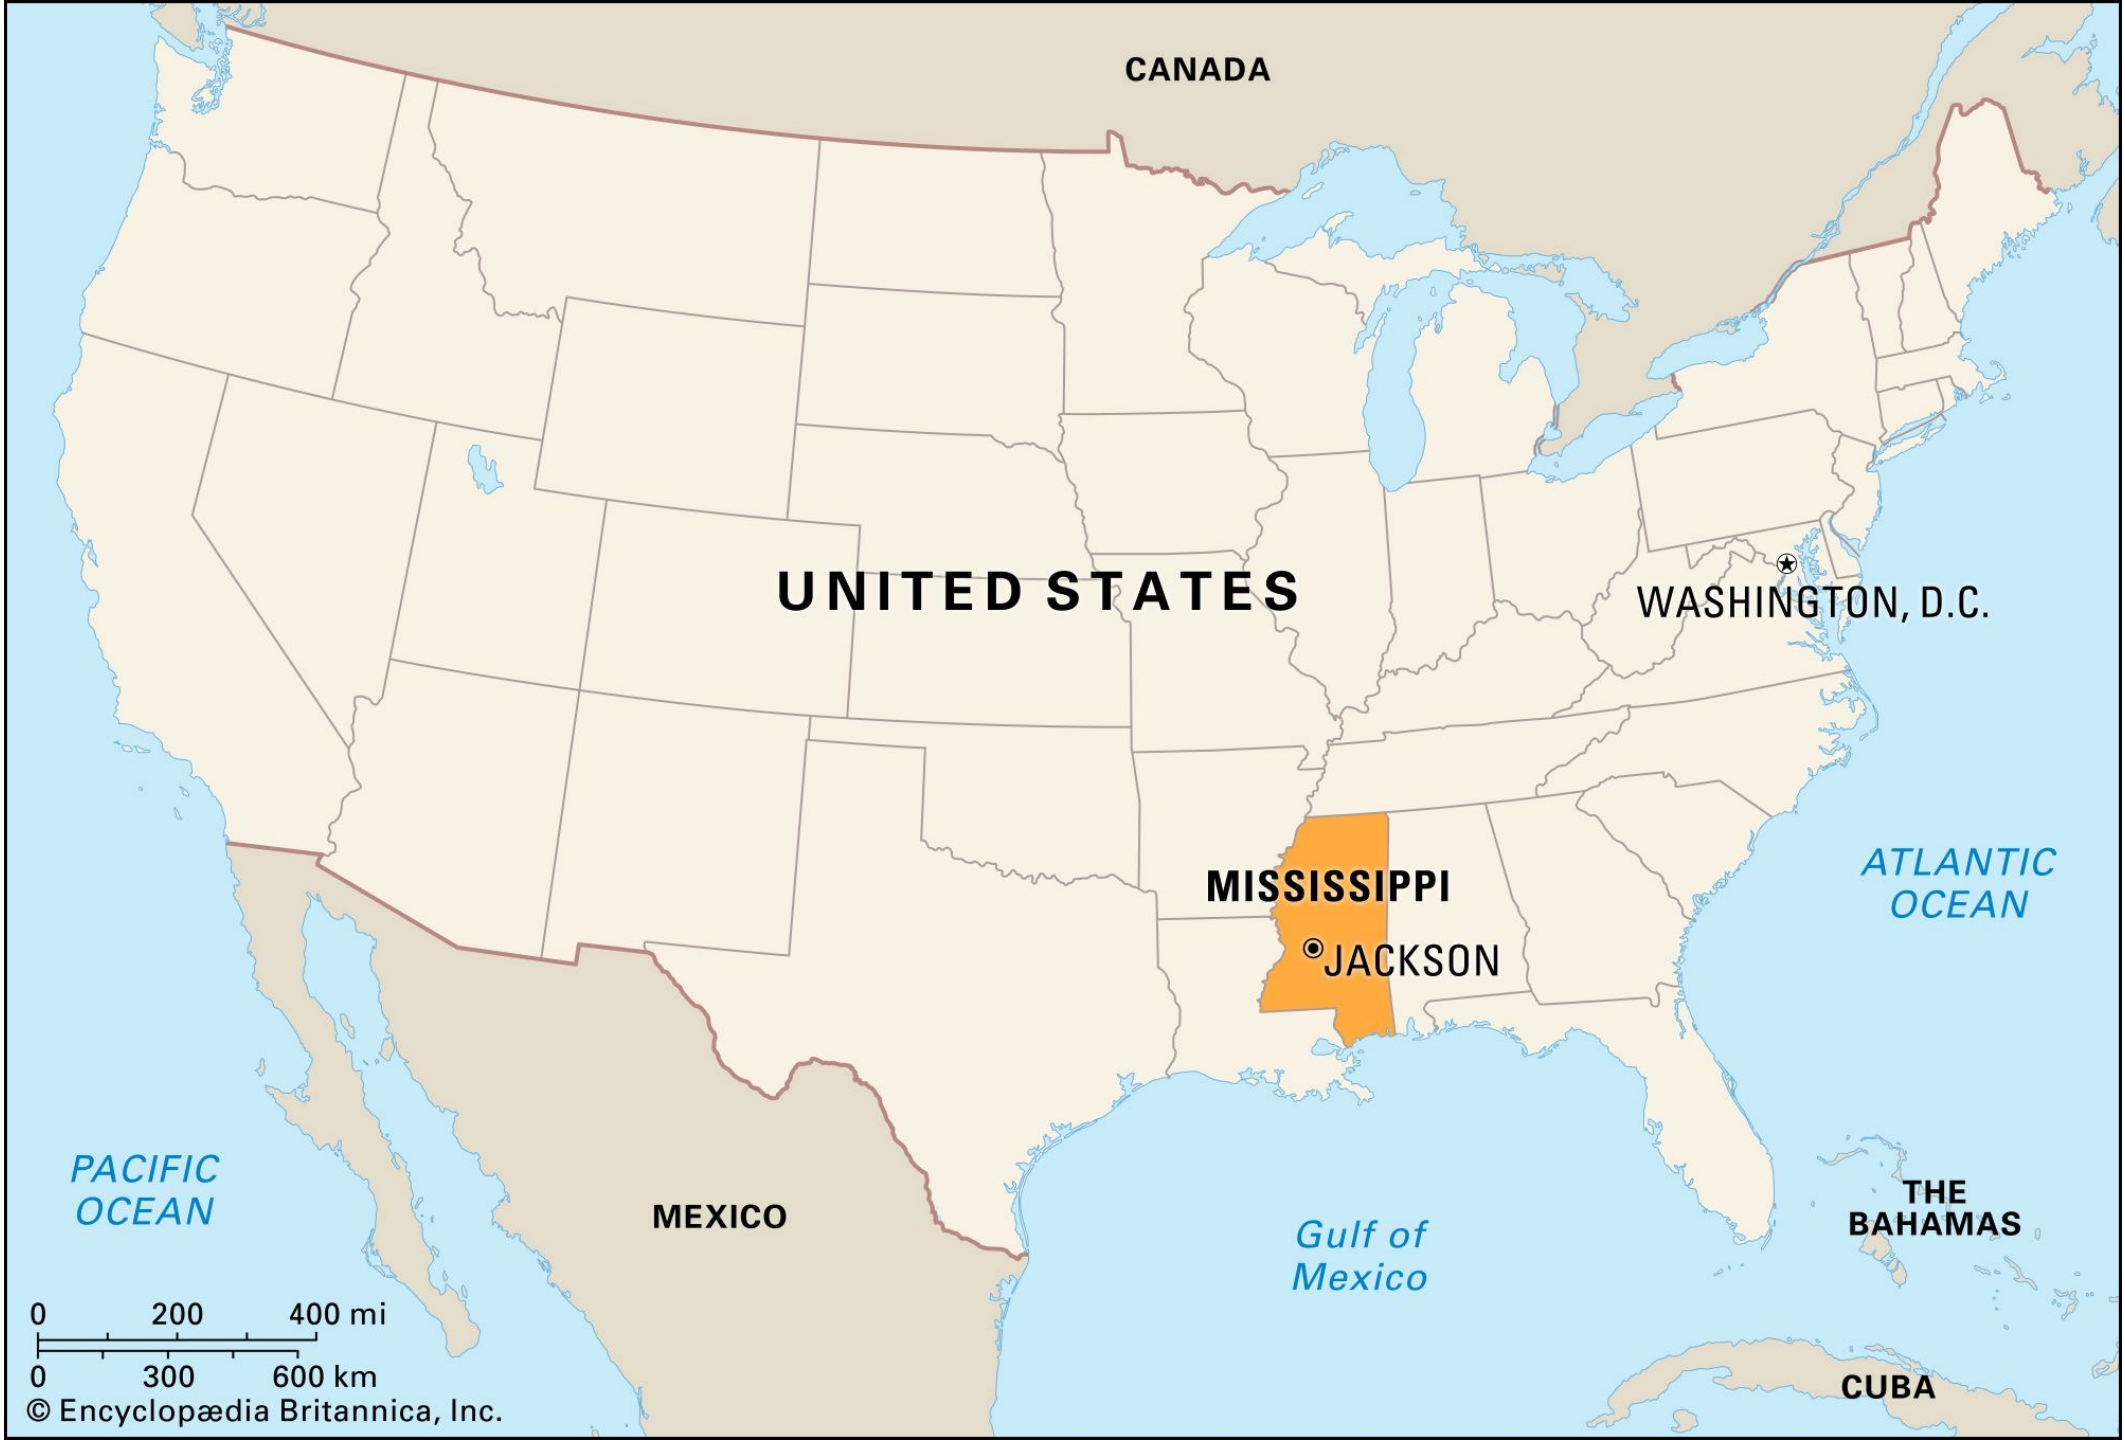 CANADA
UNITED STATES
WASHINGTON, D.C.
MISSISSIPPI
JACKSON
ATLANTIC
OCEAN
PACIFIC
OCEAN
MEXICO
Gulf of
Mexico
THE
BAHAMAS
CUBA
0 200 400 mi
0 300 600 km
© Encyclopædia Britannica, Inc.